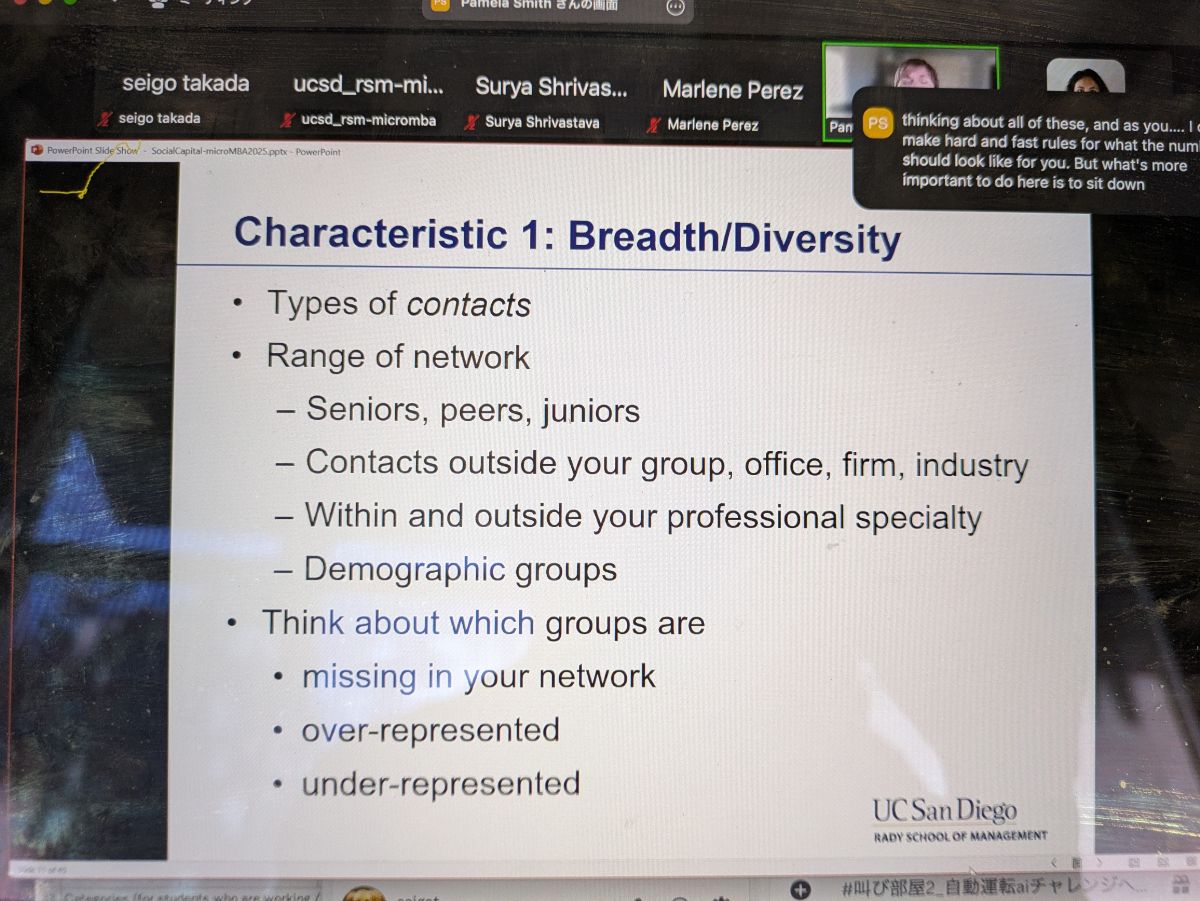 Pamela Smith さんの画面
seigo takada
ucsd_rsm-mi...
Surya Shrivas...
Marlene Perez
seigo takada
ucsd_rsm-micromba
Surya Shrivastava
Marlene Perez
Pam
PS
thinking about all of these, and as you.... I
make hard and fast rules for what the num
should look like for you. But what's more
important to do here is to sit down
PowerPoint Slide Show - SocialCapital-microMBA2025.pptx - PowerPoint
Characteristic 1: Breadth/Diversity
• Types of contacts
• Range of network
– Seniors, peers, juniors
– Contacts outside your group, office, firm, industry
– Within and outside your professional specialty
– Demographic groups
• Think about which groups are
• missing in your network
• over-represented
• under-represented
UC San Diego
RADY SCHOOL OF MANAGEMENT
Categories (for students who are working /
#叫び部屋2_自動運転aiチャレンジへ...